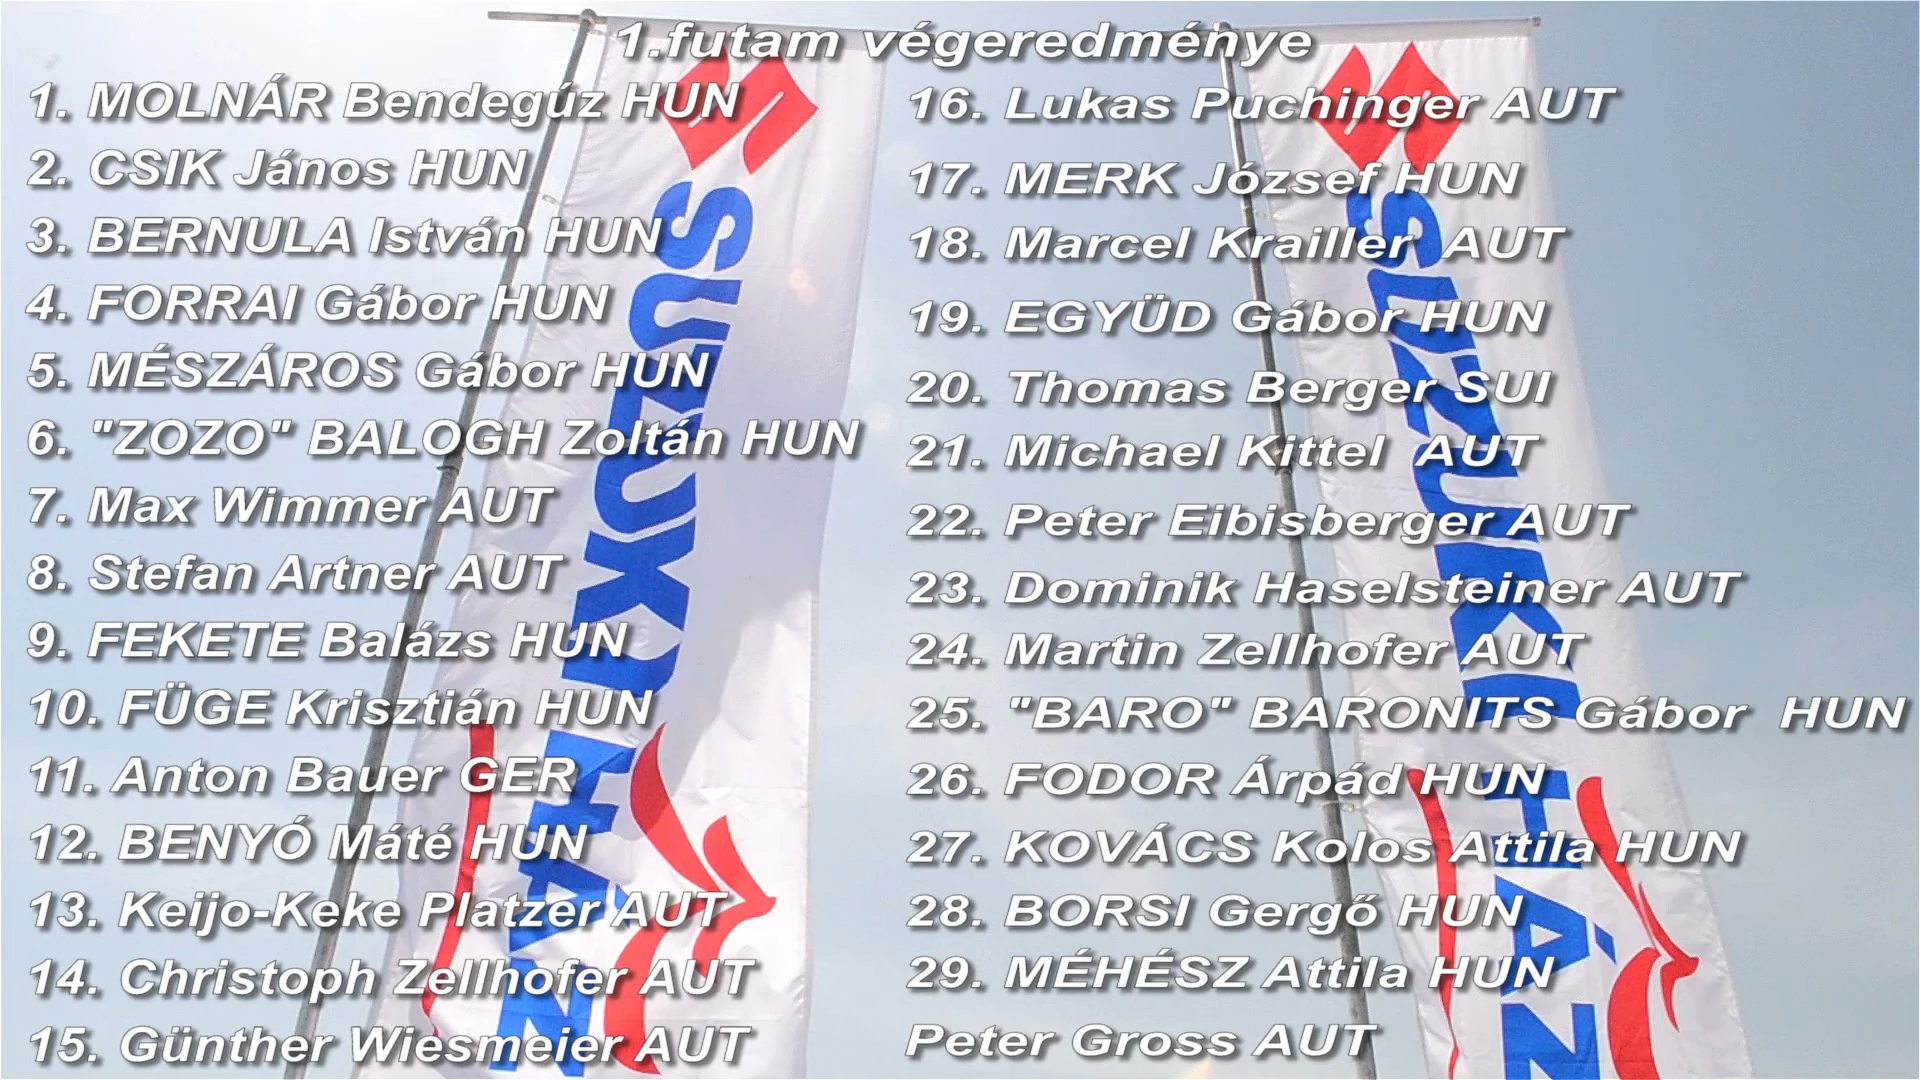 1.futam végeredménye
1. MOLNÁR Bendegúz HUN
2. CSIK János HUN
3. BERNULA István HUN
4. FORRAI Gábor HUN
5. MÉSZÁROS Gábor HUN
6. "ZOZO" BALOGH Zoltán HUN
7. Max Wimmer AUT
8. Stefan Artner AUT
9. FEKETE Balázs HUN
10. FÜGE Krisztián HUN
11. Anton Bauer GER
12. BENYÓ Máté HUN
13. Keijo-Keke Platzer AUT
14. Christoph Zellhofer AUT
15. Günther Wiesmeier AUT
16. Lukas Puchinger AUT
17. MERK József HUN
18. Marcel Krailler AUT
19. EGYÜD Gábor HUN
20. Thomas Berger SUI
21. Michael Kittel AUT
22. Peter Eibisberger AUT
23. Dominik Haselsteiner AUT
24. Martin Zellhofer AUT
25. "BARO" BARONITS Gábor HUN
26. FODOR Árpád HUN
27. KOVÁCS Kolos Attila HUN
28. BORSI Gergő HUN
29. MÉHÉSZ Attila HUN
Peter Gross AUT
SUZUKI HÁZ
SUZUKI HÁZ